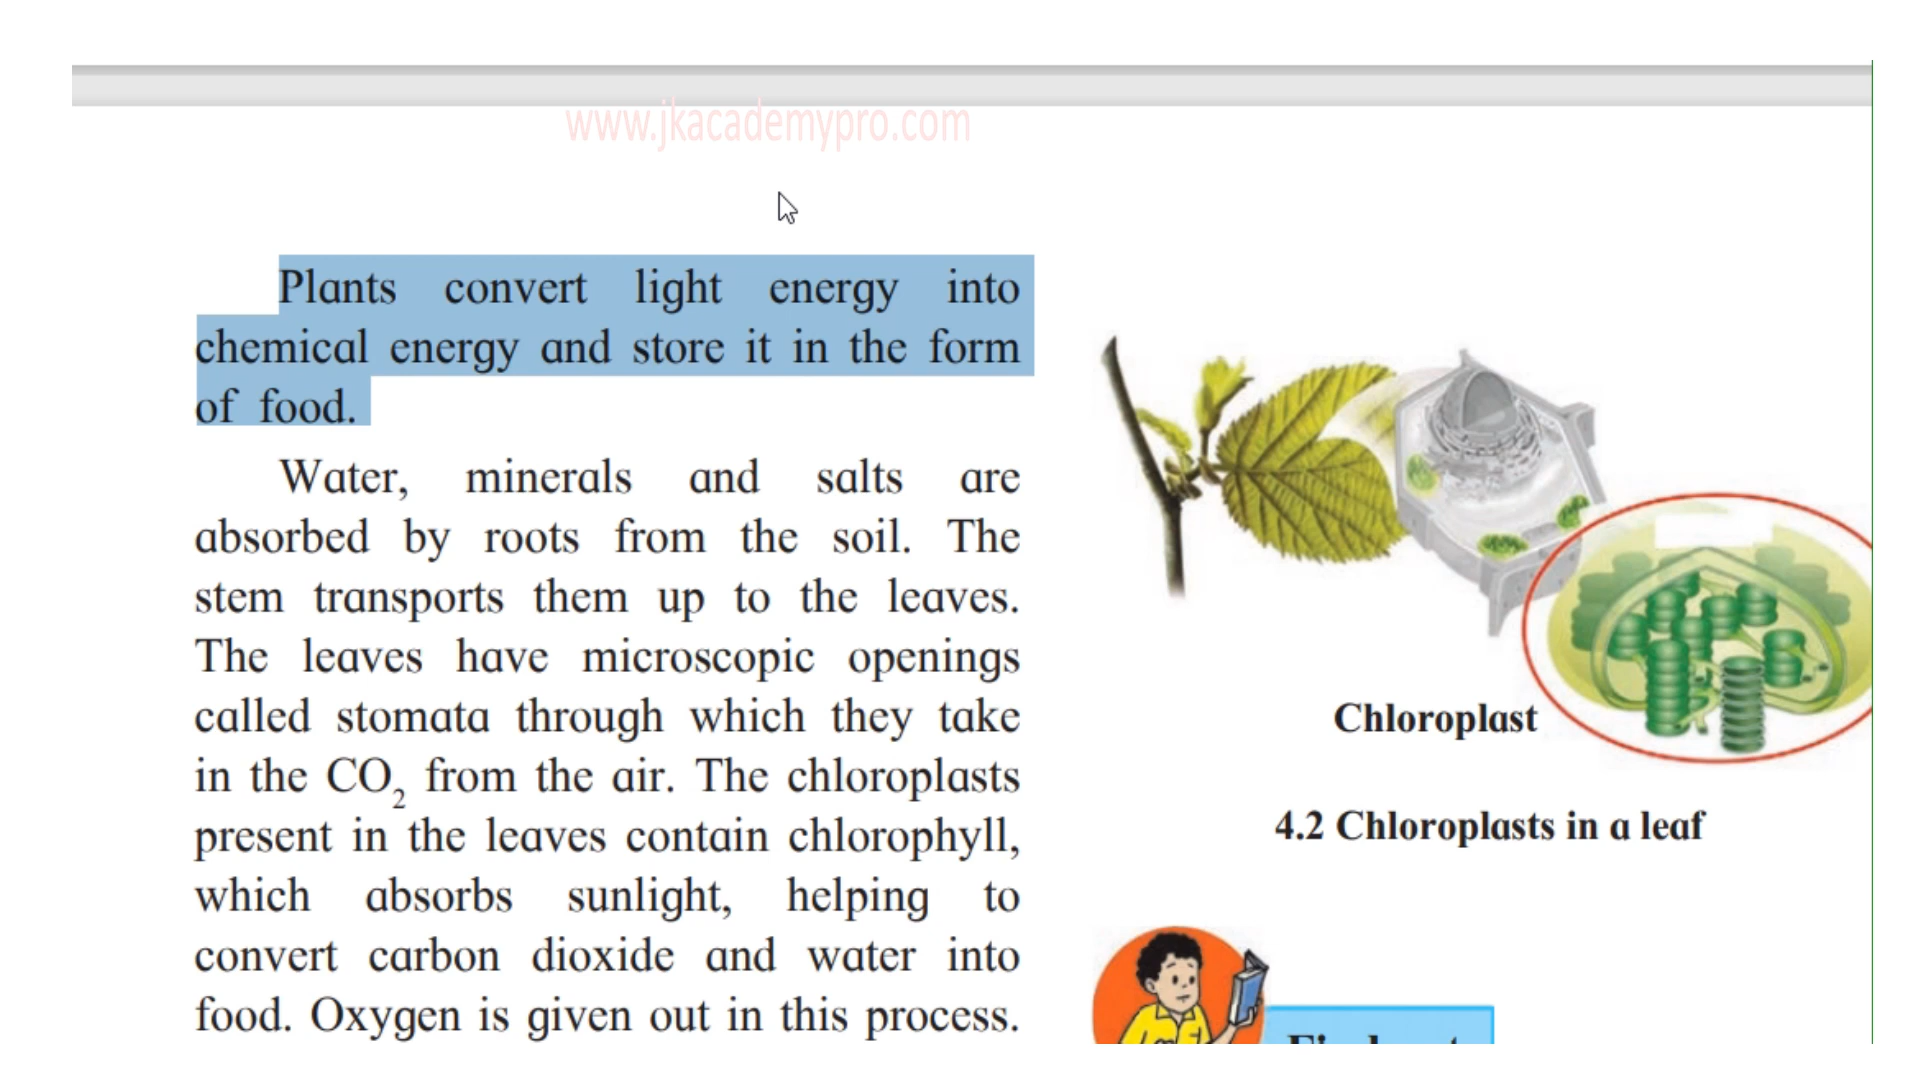 www.jkacademypro.com
Plants convert light energy into
chemical energy and store it in the form
of food.
Water, minerals and salts are
absorbed by roots from the soil. The
stem transports them up to the leaves.
The leaves have microscopic openings
called stomata through which they take
in the CO₂ from the air. The chloroplasts
present in the leaves contain chlorophyll,
which absorbs sunlight, helping to
convert carbon dioxide and water into
food. Oxygen is given out in this process.
Chloroplast
4.2 Chloroplasts in a leaf